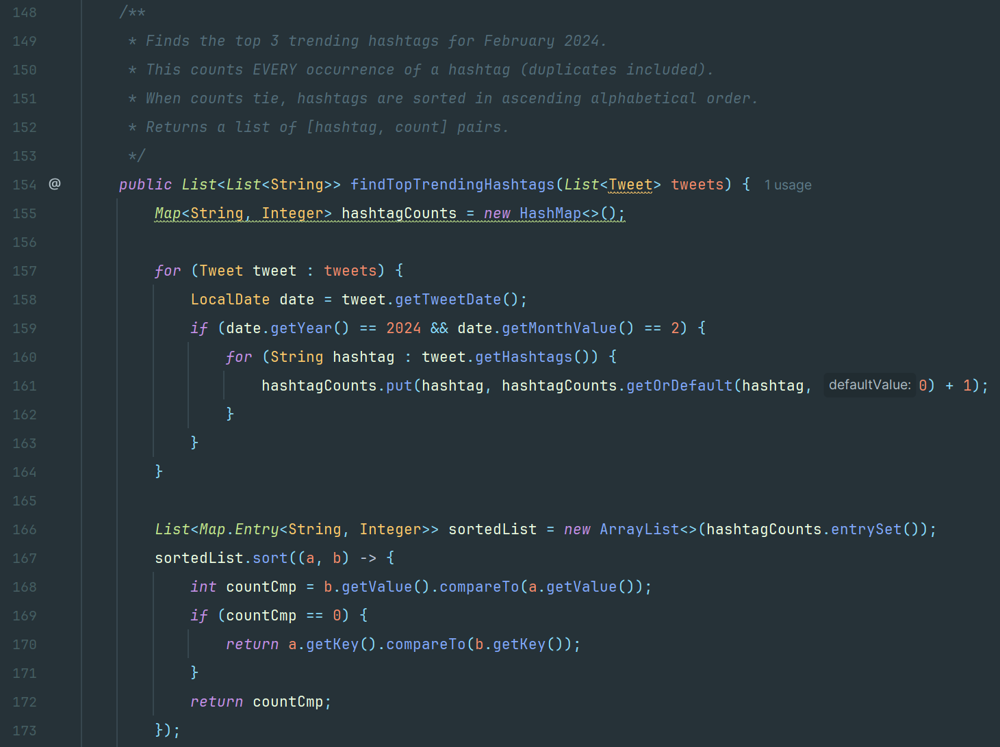 148 /**
149 * Finds the top 3 trending hashtags for February 2024.
150 * This counts EVERY occurrence of a hashtag (duplicates included).
151 * When counts tie, hashtags are sorted in ascending alphabetical order.
152 * Returns a list of [hashtag, count] pairs.
153 */
154 @ public List<List<String>> findTopTrendingHashtags(List<Tweet> tweets) { 1 usage
155 Map<String, Integer> hashtagCounts = new HashMap<>();
156
157 for (Tweet tweet : tweets) {
158 LocalDate date = tweet.getTweetDate();
159 if (date.getYear() == 2024 && date.getMonthValue() == 2) {
160 for (String hashtag : tweet.getHashtags()) {
161 hashtagCounts.put(hashtag, hashtagCounts.getOrDefault(hashtag, defaultValue: 0) + 1);
162 }
163 }
164 }
165
166 List<Map.Entry<String, Integer>> sortedList = new ArrayList<>(hashtagCounts.entrySet());
167 sortedList.sort((a, b) -> {
168 int countCmp = b.getValue().compareTo(a.getValue());
169 if (countCmp == 0) {
170 return a.getKey().compareTo(b.getKey());
171 }
172 return countCmp;
173 });